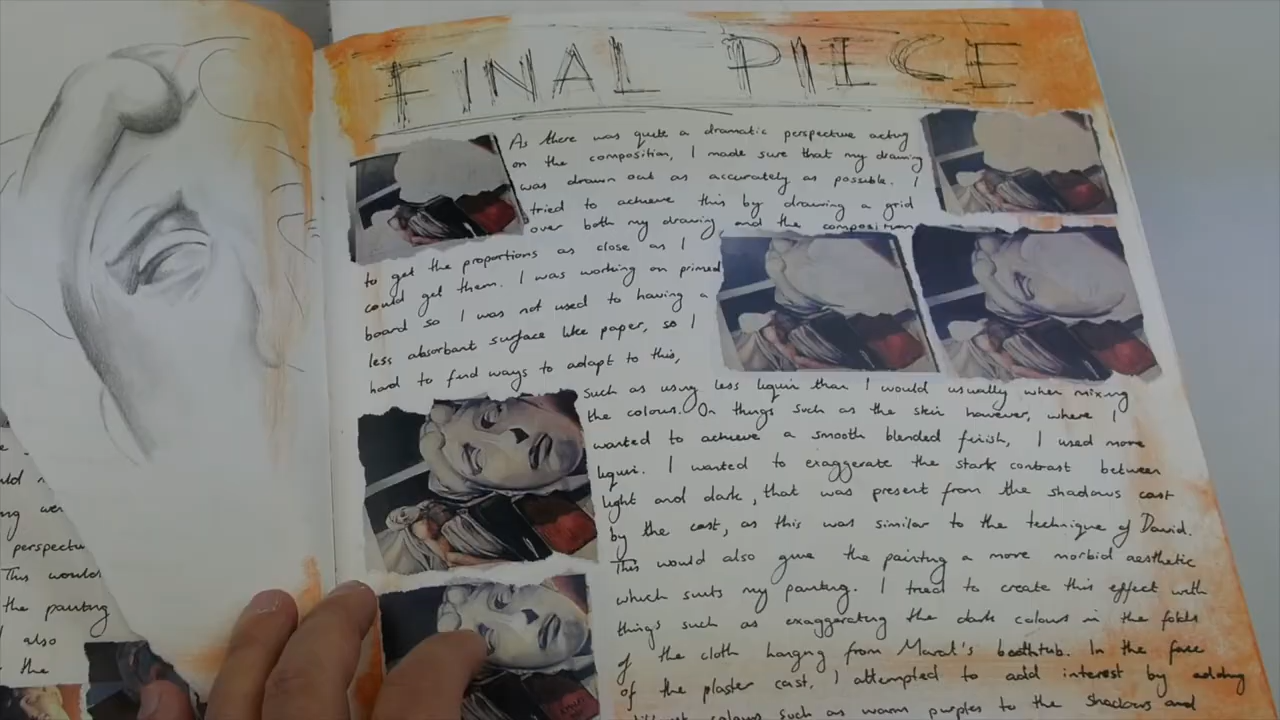 FINAL PIECE
As there was quite a dramatic perspective acting
on the composition, I made sure that my drawing
was drawn out as accurately as possible. I
tried to achieve this by drawing a grid
over both my drawing and the composition
to get the proportions as close as I
could get them. I was working on primed
board so I was not used to having a
less absorbant surface like paper, so I
had to find ways to adapt to this,
such as using less liquin than I would usually when mixing
the colours. On things such as the skin however, where I
wanted to achieve a smooth blended finish, I used more
liquin. I wanted to exaggerate the stark contrast between
light and dark, that was present from the shadows cast
by the cast, as this was similar to the technique of David.
This would also give the painting a more morbid aesthetic
which suits my painting. I tried to create this effect with
things such as exaggerating the dark colours in the folds
of the cloth hanging from Marat's bathtub. In the face
of the plaster cast, I attempted to add interest by adding
different colours such as warm purples to the shadows and
perspectiv
This would
the painting
also
the